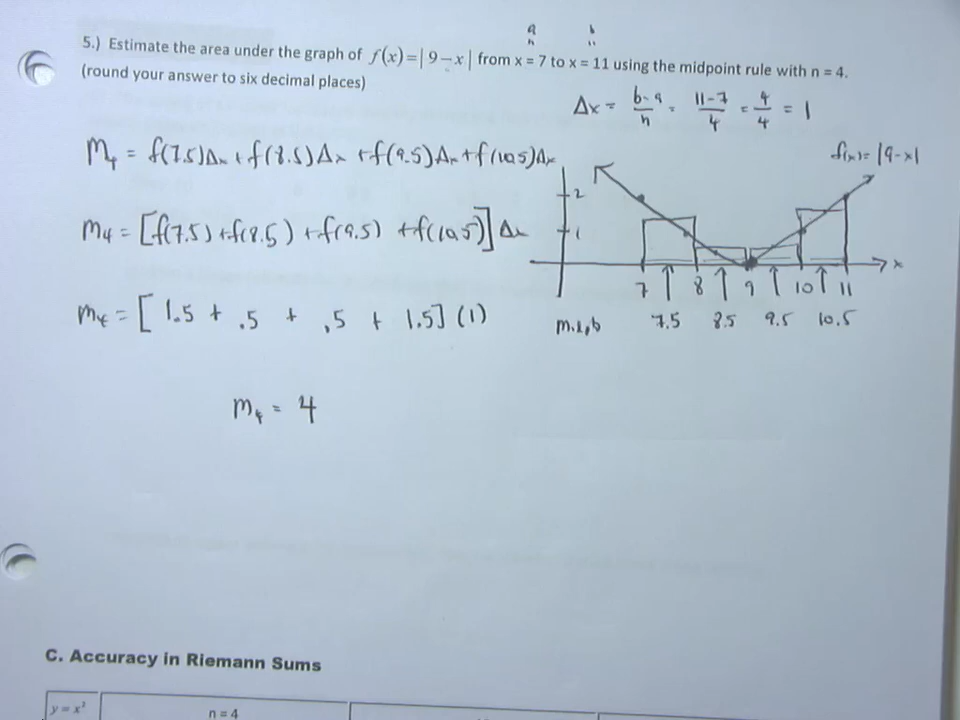 a b
" "
5.) Estimate the area under the graph of f(x)=|9−x| from x = 7 to x = 11 using the midpoint rule with n = 4.
(round your answer to six decimal places)
Δx = b-a/n = 11-7/4 = 4/4 = 1
M4 = f(7.5)Δx + f(8.5)Δx + f(9.5)Δx + f(10.5)Δx
f(x)= |9-x|
2
M4 = [f(7.5) + f(8.5) + f(9.5) + f(10.5)] Δx
1
x
7 8 9 10 11
M4 = [ 1.5 + .5 + .5 + 1.5] (1)
7.5 8.5 9.5 10.5
M4 = 4
C. Accuracy in Riemann Sums
y = x²
n = 4